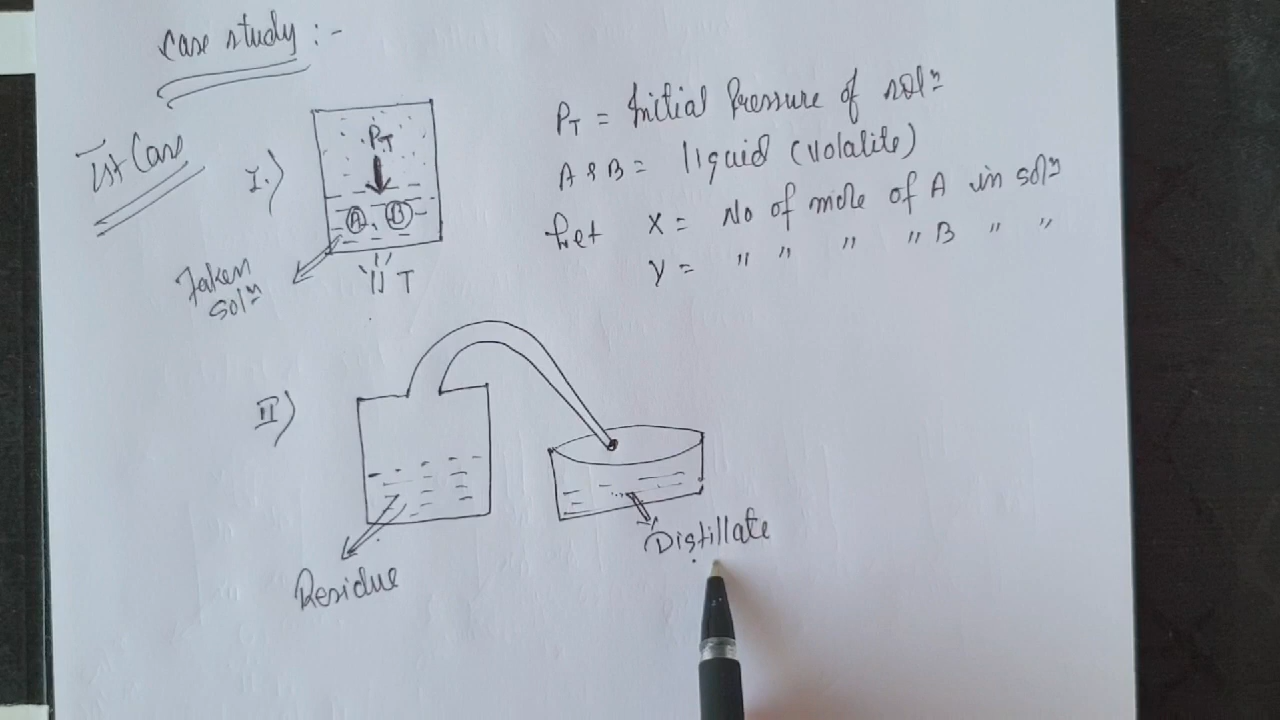 Case study :-
Ist Case
I.)
PT
A, B
T
Taken
solⁿ
PT = Initial Pressure of solⁿ
A & B = liquid (volatile)
Let X = No of mole of A in solⁿ
Y = " " " " B " "
II)
Residue
Distillate